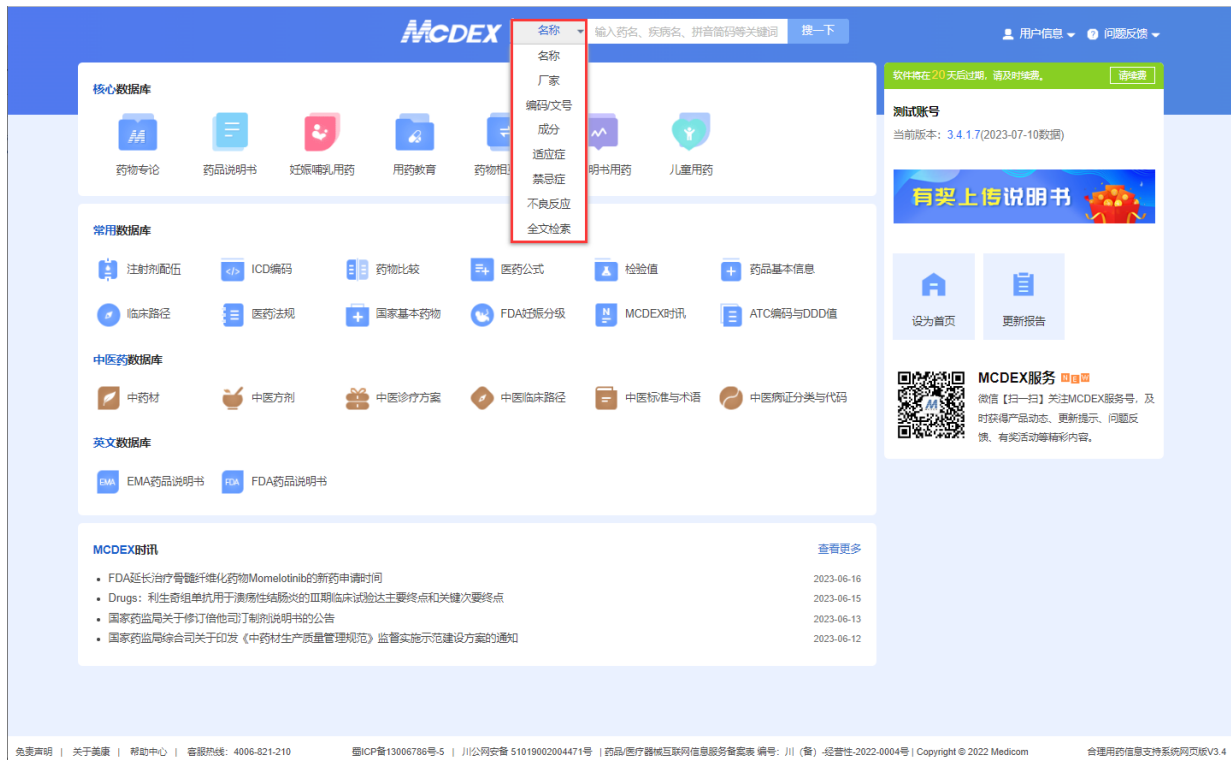 MCDEX
名称
输入药名、疾病名、拼音简码等关键词
搜一下
用户信息
问题反馈
名称
厂家
编码/文号
成分
适应症
禁忌症
不良反应
全文检索
核心数据库
药物专论
药品说明书
妊娠哺乳用药
用药教育
药物相
明书用药
儿童用药
常用数据库
注射剂配伍
ICD编码
药物比较
医药公式
检验值
药品基本信息
临床路径
医药法规
国家基本药物
FDA妊娠分级
MCDEX时讯
ATC编码与DDD值
中医药数据库
中药材
中医方剂
中医诊疗方案
中医临床路径
中医标准与术语
中医病证分类与代码
英文数据库
EMA
EMA药品说明书
FDA
FDA药品说明书
MCDEX时讯
查看更多
FDA延长治疗骨髓纤维化药物Momelotinib的新药申请时间
2023-06-16
Drugs：利生奇组单抗用于溃疡性结肠炎的III期临床试验达主要终点和关键次要终点
2023-06-15
国家药监局关于修订倍他司汀制剂说明书的公告
2023-06-13
国家药监局综合司关于印发《中药材生产质量管理规范》监督实施示范建设方案的通知
2023-06-12
软件将在20天后过期，请及时续费。
请续费
测试账号
当前版本：3.4.1.7(2023-07-10数据)
有奖上传说明书
设为首页
更新报告
MCDEX服务 NEW
微信【扫一扫】关注MCDEX服务号，及
时获得产品动态、更新提示、问题反
馈、有奖活动等精彩内容。
免责声明 | 关于美康 | 帮助中心 | 客服热线：4006-821-210
蜀ICP备13006786号-5 | 川公网安备 51019002004471号 | 药品/医疗器械互联网信息服务备案表 编号：川（备）-经营性-2022-0004号 | Copyright © 2022 Medicom
合理用药信息支持系统网页版V3.4